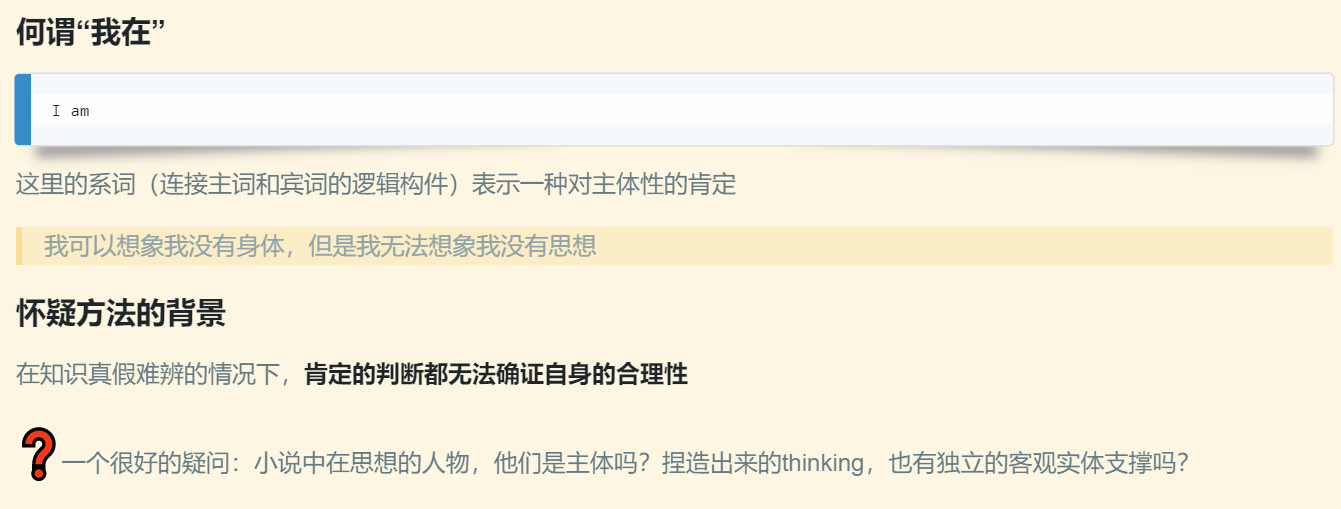 何谓“我在”
I am
这里的系词（连接主词和宾词的逻辑构件）表示一种对主体性的肯定
我可以想象我没有身体，但是我无法想象我没有思想
怀疑方法的背景
在知识真假难辨的情况下，肯定的判断都无法确证自身的合理性
❓一个很好的疑问：小说中在思想的人物，他们是主体吗？捏造出来的thinking，也有独立的客观实体支撑吗？